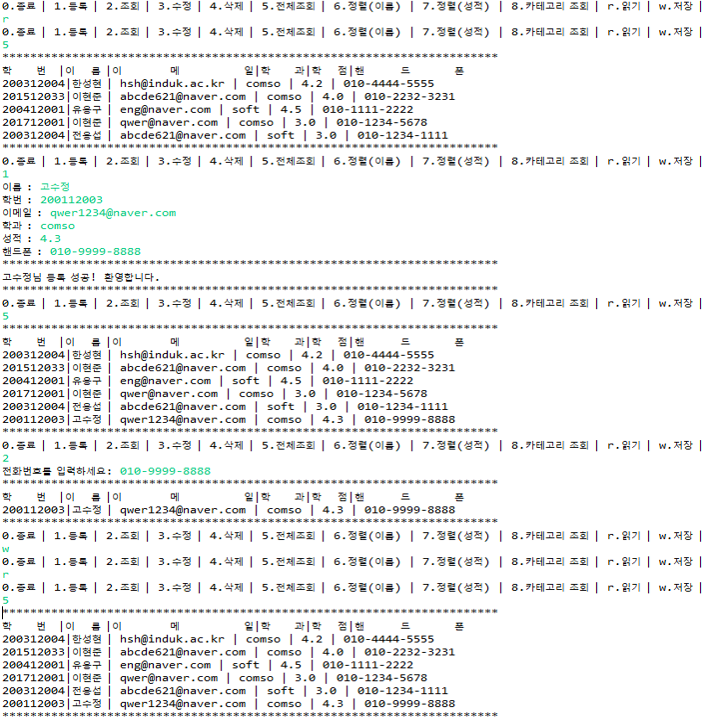 0.종료 | 1.등록 | 2.조회 | 3.수정 | 4.삭제 | 5.전체조회 | 6.정렬(이름) | 7.정렬(성적) | 8.카테고리 조회 | r.읽기 | w.저장 |
r
0.종료 | 1.등록 | 2.조회 | 3.수정 | 4.삭제 | 5.전체조회 | 6.정렬(이름) | 7.정렬(성적) | 8.카테고리 조회 | r.읽기 | w.저장 |
5
**********************************************************************
학 번 |이 름 |이 메 일|학 과|학 점|핸 드 폰
200312004|한성현 | hsh@induk.ac.kr | comso | 4.2 | 010-4444-5555
201512033|이현준 | abcde621@naver.com | comso | 4.0 | 010-2232-3231
200412001|유용구 | eng@naver.com | soft | 4.5 | 010-1111-2222
201712001|이현준 | qwer@naver.com | comso | 3.0 | 010-1234-5678
200312004|전용섭 | abcde621@naver.com | soft | 3.0 | 010-1234-1111
**********************************************************************
0.종료 | 1.등록 | 2.조회 | 3.수정 | 4.삭제 | 5.전체조회 | 6.정렬(이름) | 7.정렬(성적) | 8.카테고리 조회 | r.읽기 | w.저장 |
1
이름 : 고수정
학번 : 200112003
이메일 : qwer1234@naver.com
학과 : comso
성적 : 4.3
핸드폰 : 010-9999-8888
**********************************************************************
고수정님 등록 성공! 환영합니다.
**********************************************************************
0.종료 | 1.등록 | 2.조회 | 3.수정 | 4.삭제 | 5.전체조회 | 6.정렬(이름) | 7.정렬(성적) | 8.카테고리 조회 | r.읽기 | w.저장 |
5
**********************************************************************
학 번 |이 름 |이 메 일|학 과|학 점|핸 드 폰
200312004|한성현 | hsh@induk.ac.kr | comso | 4.2 | 010-4444-5555
201512033|이현준 | abcde621@naver.com | comso | 4.0 | 010-2232-3231
200412001|유용구 | eng@naver.com | soft | 4.5 | 010-1111-2222
201712001|이현준 | qwer@naver.com | comso | 3.0 | 010-1234-5678
200312004|전용섭 | abcde621@naver.com | soft | 3.0 | 010-1234-1111
200112003|고수정 | qwer1234@naver.com | comso | 4.3 | 010-9999-8888
**********************************************************************
0.종료 | 1.등록 | 2.조회 | 3.수정 | 4.삭제 | 5.전체조회 | 6.정렬(이름) | 7.정렬(성적) | 8.카테고리 조회 | r.읽기 | w.저장 |
2
전화번호를 입력하세요: 010-9999-8888
**********************************************************************
학 번 |이 름 |이 메 일|학 과|학 점|핸 드 폰
200112003|고수정 | qwer1234@naver.com | comso | 4.3 | 010-9999-8888
**********************************************************************
0.종료 | 1.등록 | 2.조회 | 3.수정 | 4.삭제 | 5.전체조회 | 6.정렬(이름) | 7.정렬(성적) | 8.카테고리 조회 | r.읽기 | w.저장 |
w
0.종료 | 1.등록 | 2.조회 | 3.수정 | 4.삭제 | 5.전체조회 | 6.정렬(이름) | 7.정렬(성적) | 8.카테고리 조회 | r.읽기 | w.저장 |
r
0.종료 | 1.등록 | 2.조회 | 3.수정 | 4.삭제 | 5.전체조회 | 6.정렬(이름) | 7.정렬(성적) | 8.카테고리 조회 | r.읽기 | w.저장 |
5
**********************************************************************
학 번 |이 름 |이 메 일|학 과|학 점|핸 드 폰
200312004|한성현 | hsh@induk.ac.kr | comso | 4.2 | 010-4444-5555
201512033|이현준 | abcde621@naver.com | comso | 4.0 | 010-2232-3231
200412001|유용구 | eng@naver.com | soft | 4.5 | 010-1111-2222
201712001|이현준 | qwer@naver.com | comso | 3.0 | 010-1234-5678
200312004|전용섭 | abcde621@naver.com | soft | 3.0 | 010-1234-1111
200112003|고수정 | qwer1234@naver.com | comso | 4.3 | 010-9999-8888
**********************************************************************